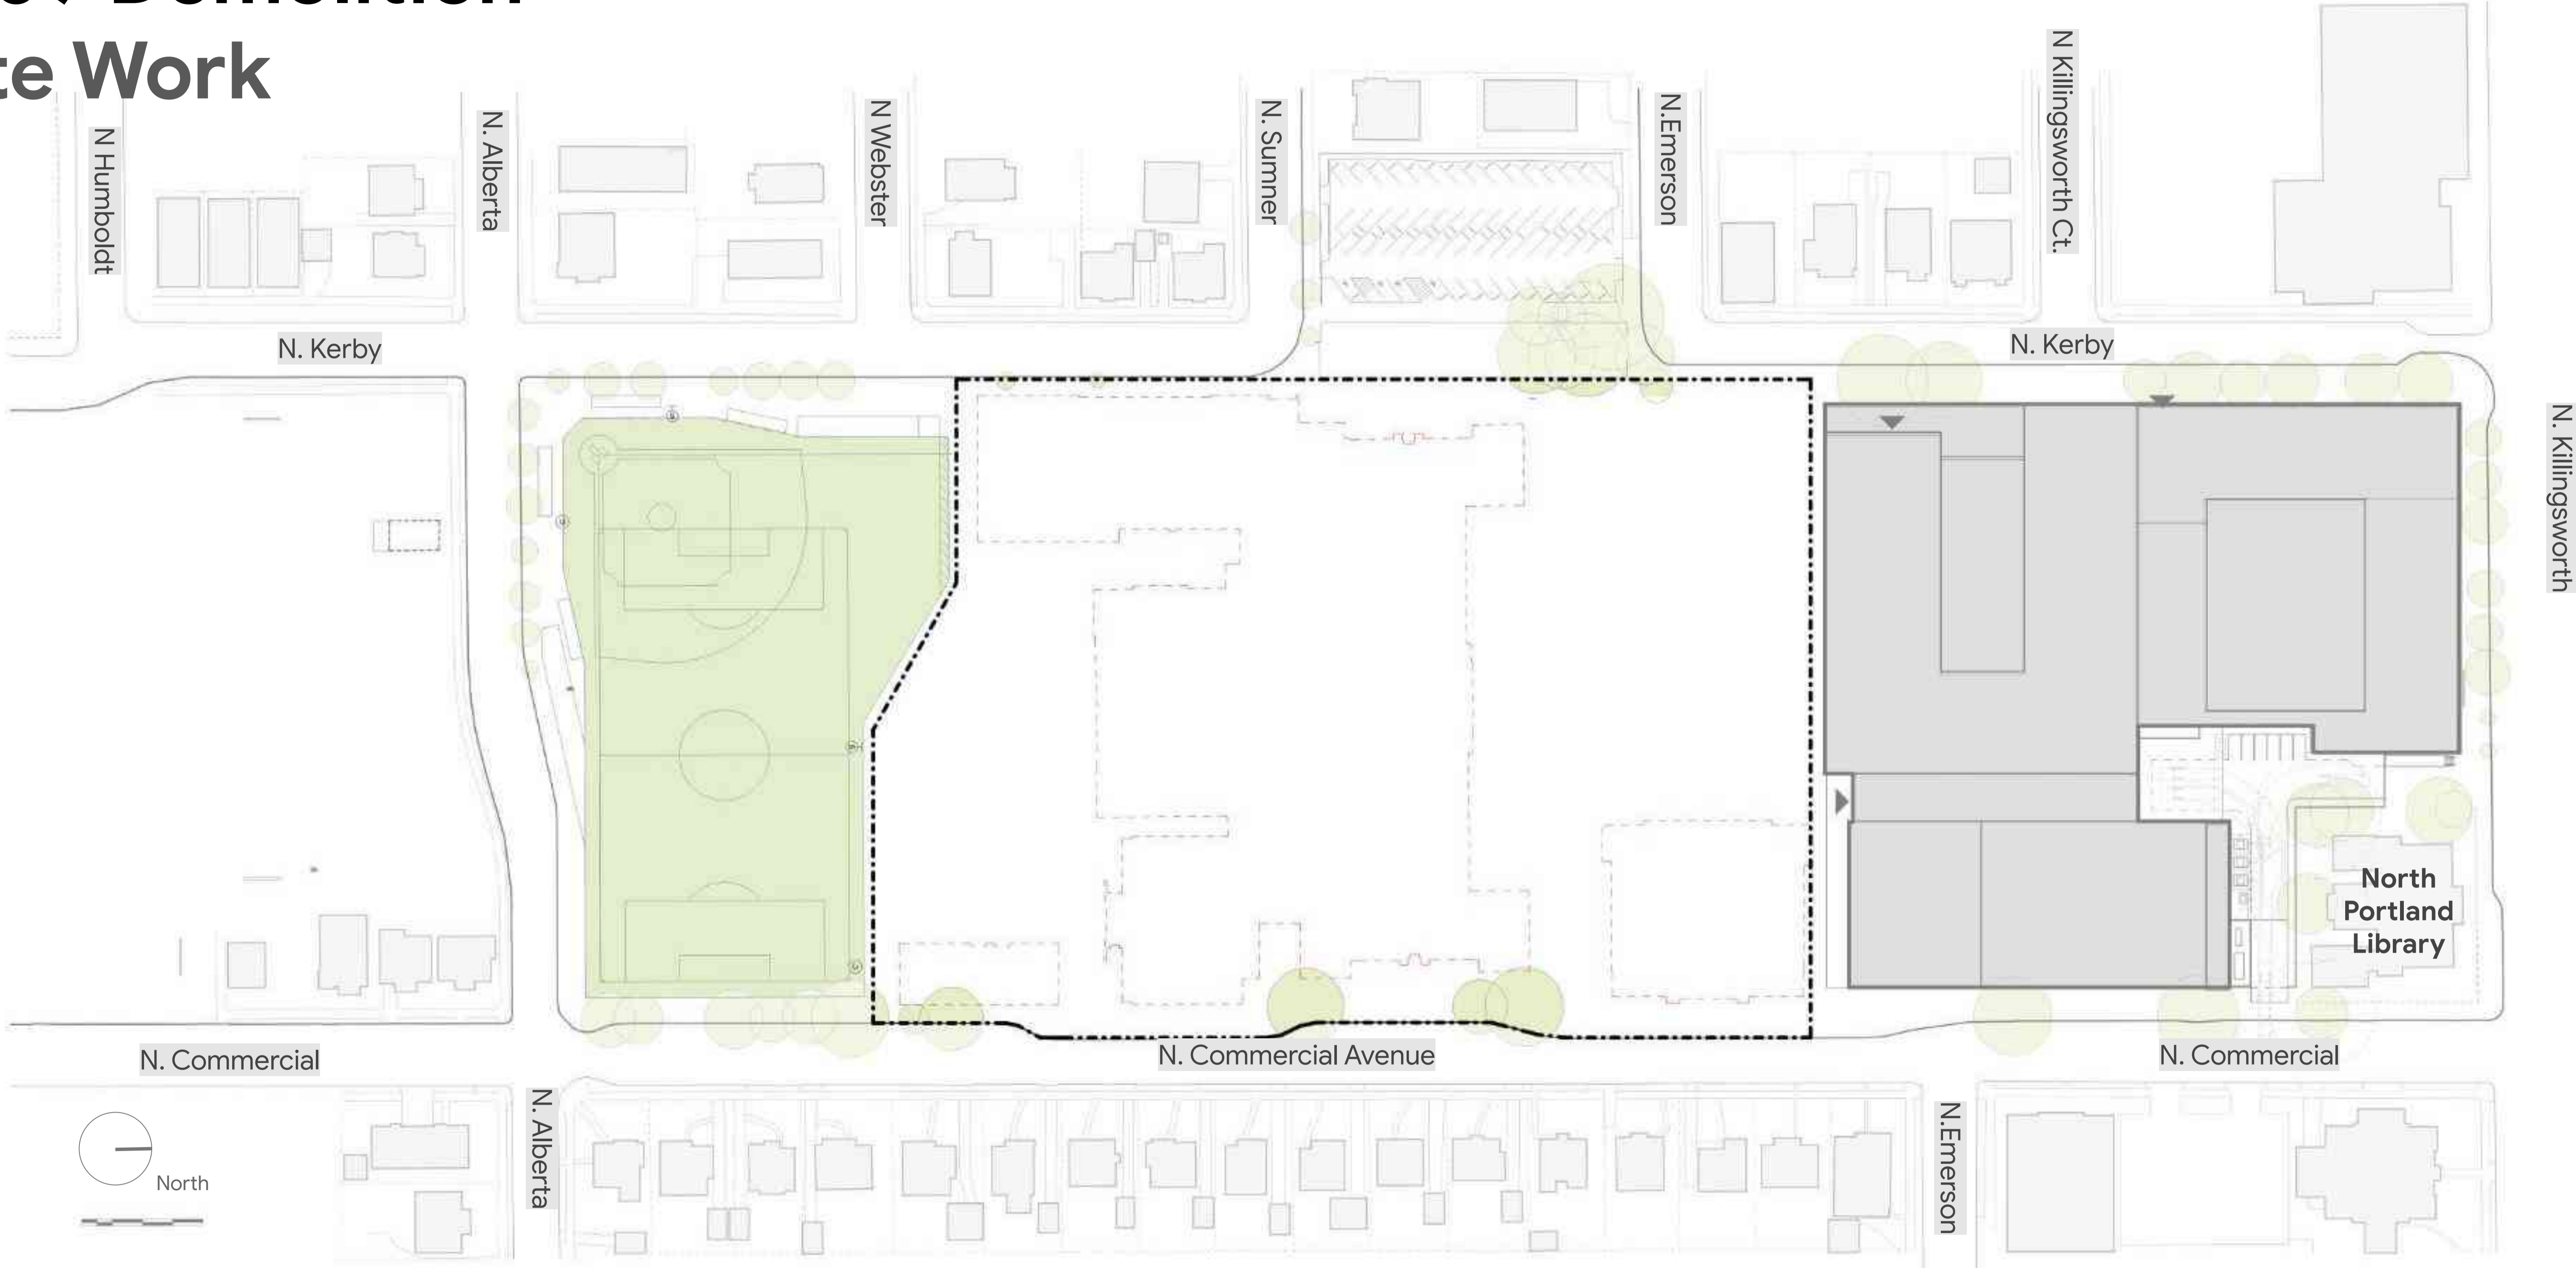 Demolition
te Work
N Humboldt
N. Alberta
N Webster
N. Sumner
N.Emerson
N Killingsworth Ct.
N. Kerby
N. Kerby
N. Killingsworth
North
Portland
Library
N. Commercial
N. Commercial Avenue
N. Commercial
N. Alberta
N.Emerson
North